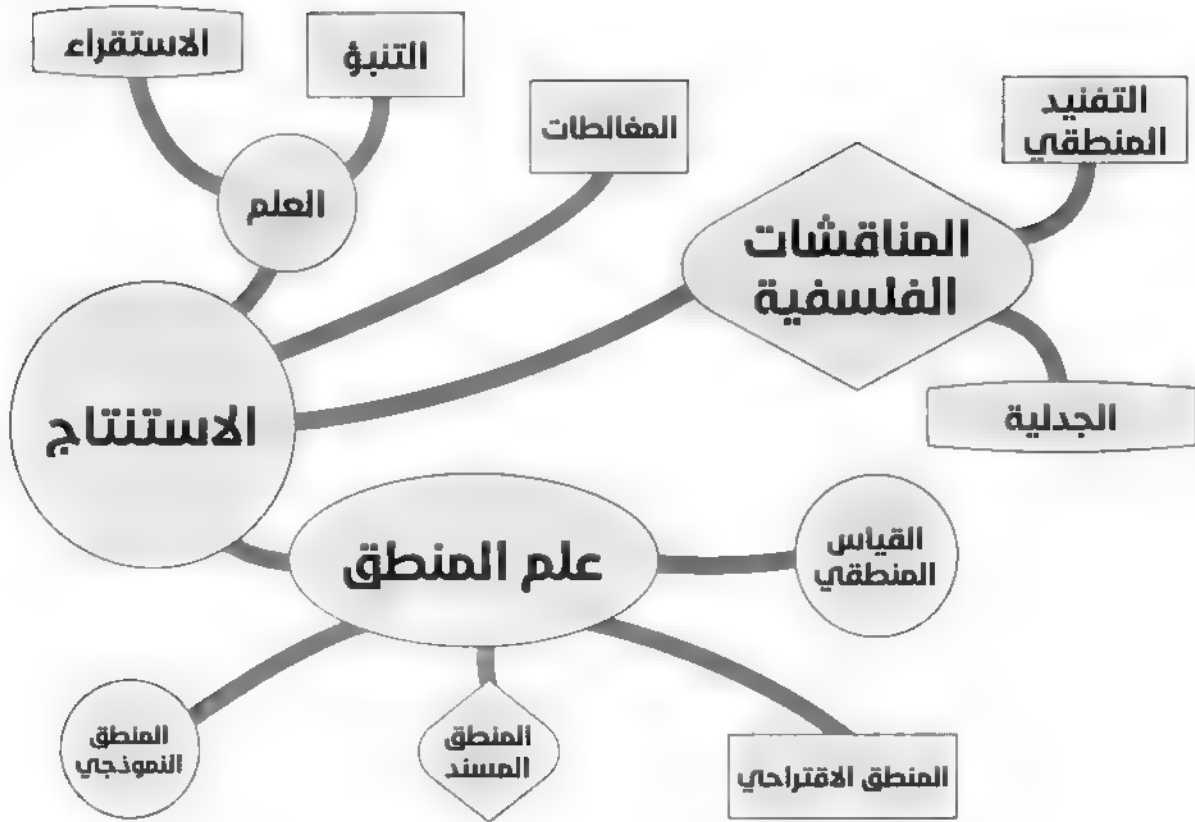 الاستقراء
التنبؤ
المغالطات
التفنيد
المنطقي
العلم
المناقشات
الفلسفية
الجدلية
الاستنتاج
علم المنطق
القياس
المنطقي
المنطق
النموذجي
المنطق
المسند
المنطق الاقتراحي